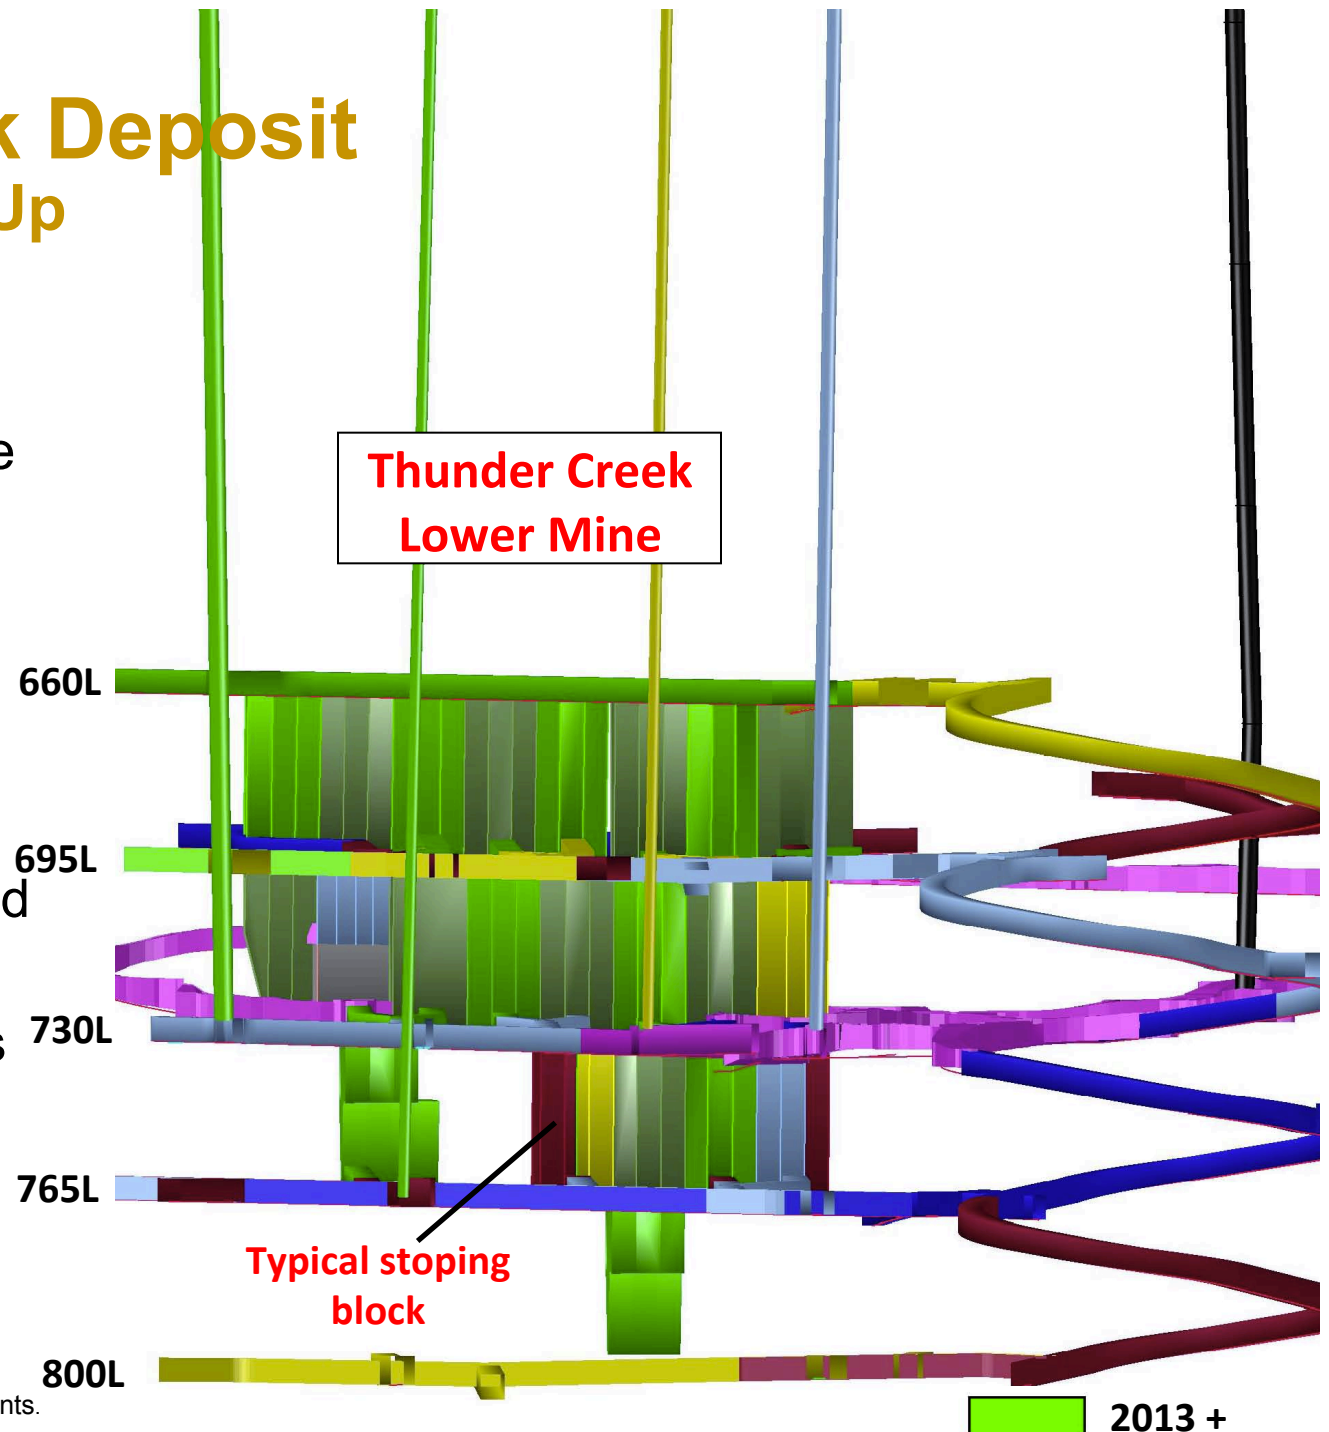 k Deposit
Up
e
Thunder Creek
Lower Mine
660L
695L
d
s
730L
765L
Typical stoping
block
800L
nts.
2013 +